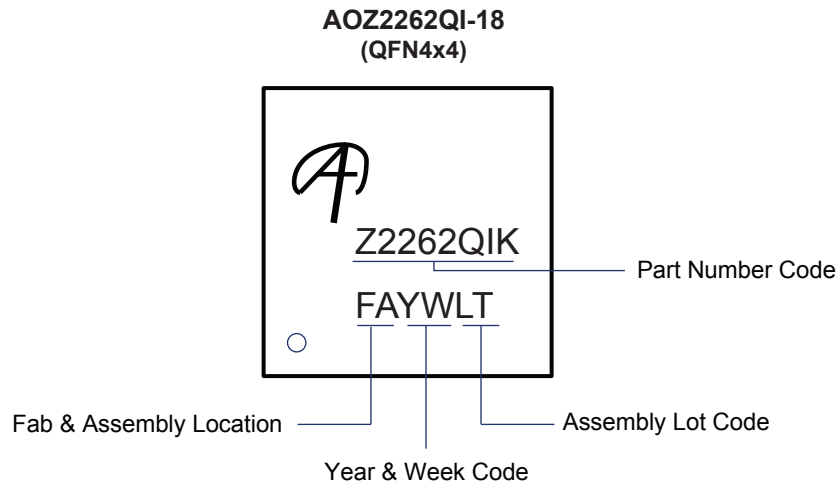 AOZ2262QI-18
(QFN4x4)
Z2262QIK
Part Number Code
FAYWLT
Fab & Assembly Location
Assembly Lot Code
Year & Week Code